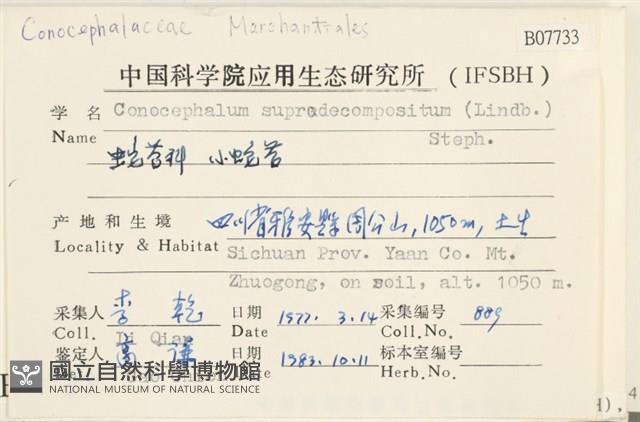 Conocephalaceae Marchantiales
B07733
中国科学院应用生态研究所 (IFSBH)
学名 Conocephalum supradecompositum (Lindb.)
Name Steph.
蛇苔科 小蛇苔
产地和生境 四川省雅安县周公山,1050m,土生
Locality & Habitat Sichuan Prov. Yaan Co. Mt.
Zhuogong, on soil, alt. 1050 m.
采集人 李乾 日期 1977. 3.14 采集编号 889
Coll. Li Qian Date Coll.No.
鉴定人 高谦 日期 1983.10.11 标本室编号
Herb.No.
國立自然科學博物館
NATIONAL MUSEUM OF NATURAL SCIENCE